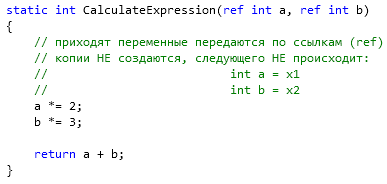 static int CalculateExpression(ref int a, ref int b)
{
    // приходят переменные передаются по ссылкам (ref)
    // копии НЕ создаются, следующего НЕ происходит:
    //                         int a = x1
    //                         int b = x2
    a *= 2;
    b *= 3;

    return a + b;
}